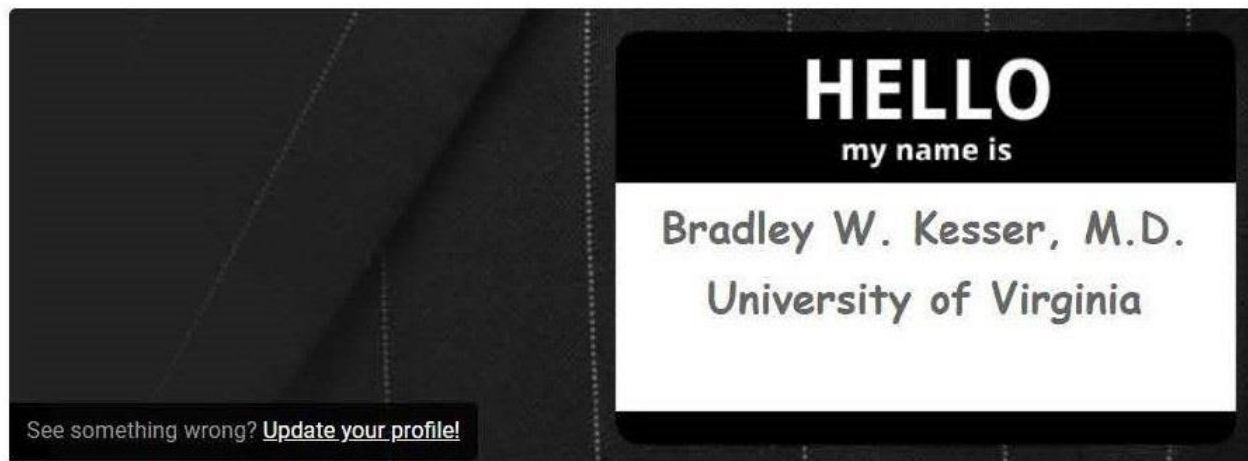 HELLO
my name is
Bradley W. Kesser, M.D.
University of Virginia
See something wrong? Update your profile!